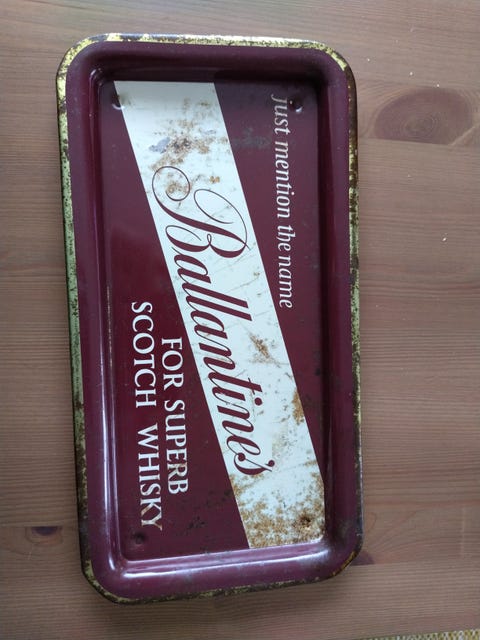 just mention the name
Ballantine's
FOR SUPERB
SCOTCH WHISKY